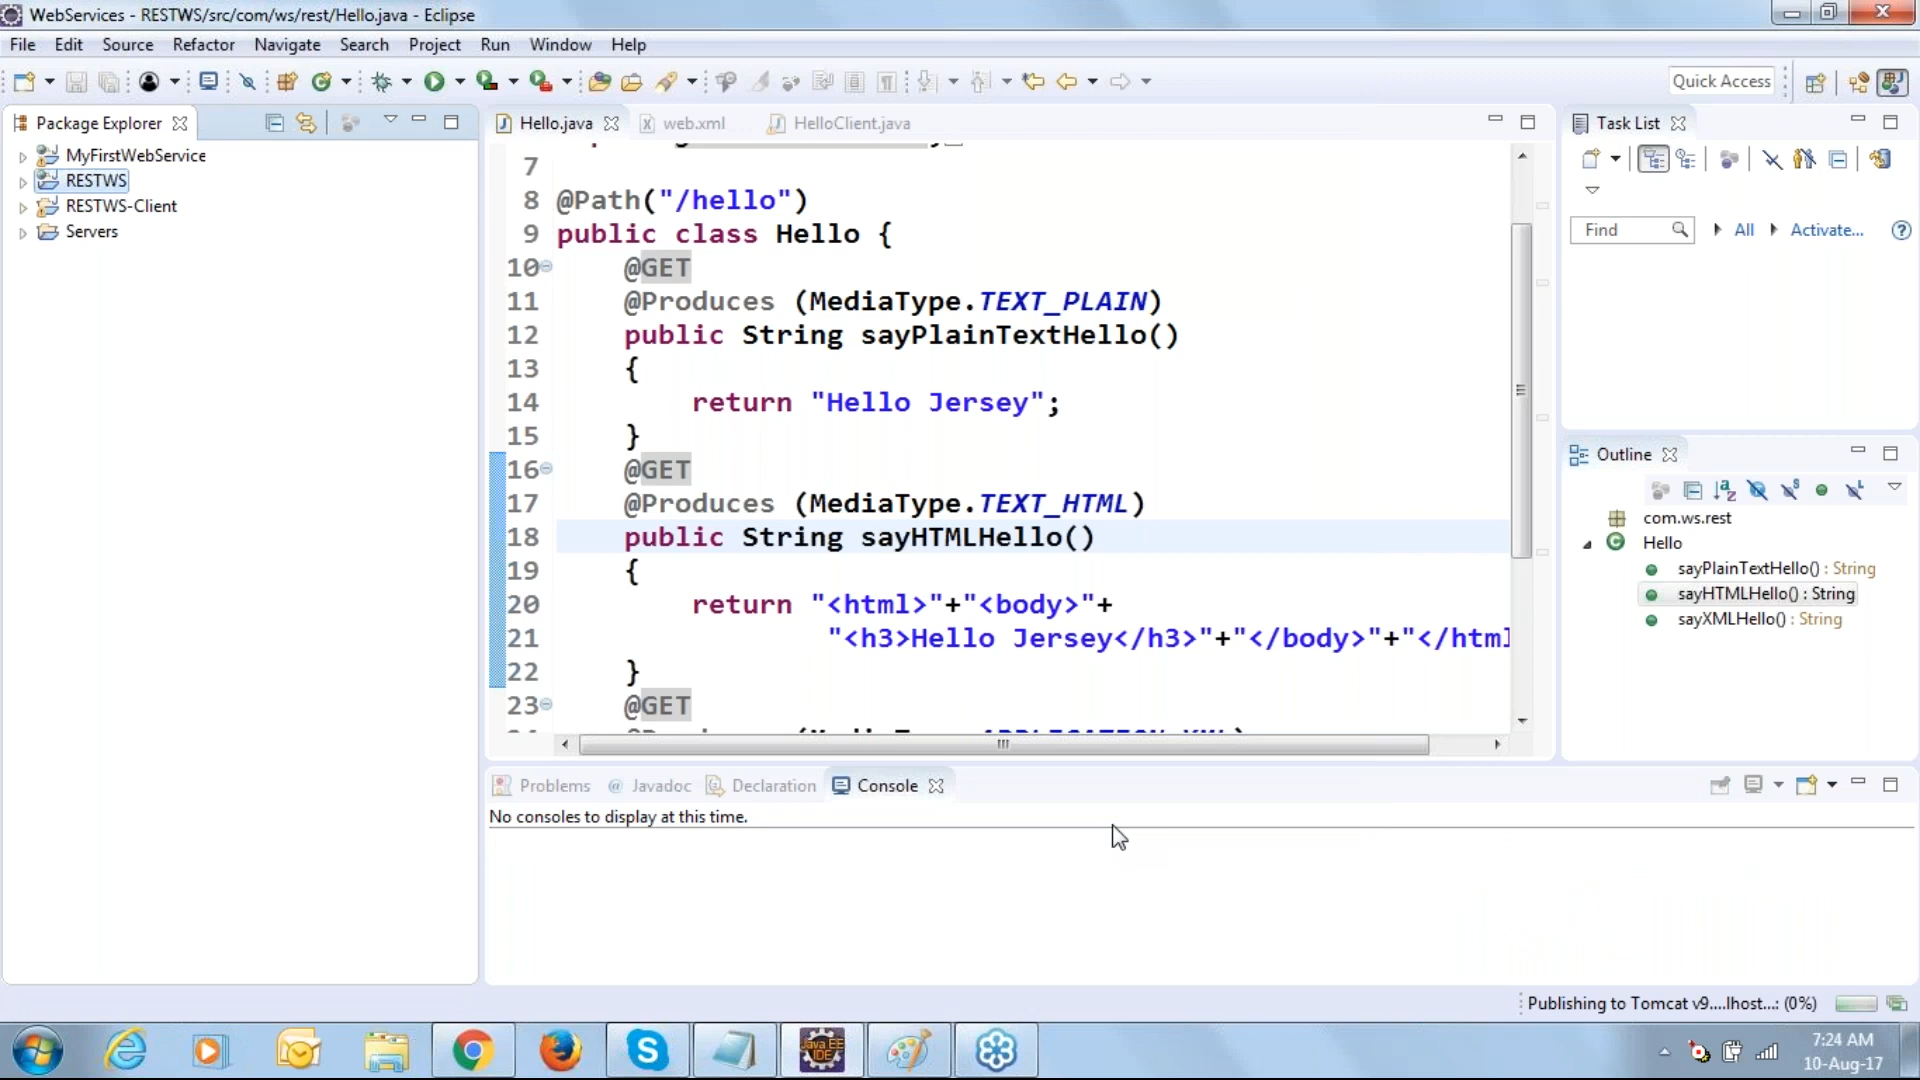 WebServices - RESTWS/src/com/ws/rest/Hello.java - Eclipse
File Edit Source Refactor Navigate Search Project Run Window Help
Quick Access
Package Explorer
MyFirstWebService
RESTWS
RESTWS-Client
Servers
Hello.java web.xml HelloClient.java
7
8 @Path("/hello")
9 public class Hello {
10 @GET
11 @Produces (MediaType.TEXT_PLAIN)
12 public String sayPlainTextHello()
13 {
14 return "Hello Jersey";
15 }
16 @GET
17 @Produces (MediaType.TEXT_HTML)
18 public String sayHTMLHello()
19 {
20 return "<html>"+"<body>"+
21 "<h3>Hello Jersey</h3>"+"</body>"+"</html
22 }
23 @GET
Task List
Find All Activate...
Outline
com.ws.rest
Hello
sayPlainTextHello() : String
sayHTMLHello() : String
sayXMLHello() : String
Problems Javadoc Declaration Console
No consoles to display at this time.
Publishing to Tomcat v9....lhost...: (0%)
Java EE
IDE
7:24 AM
10-Aug-17